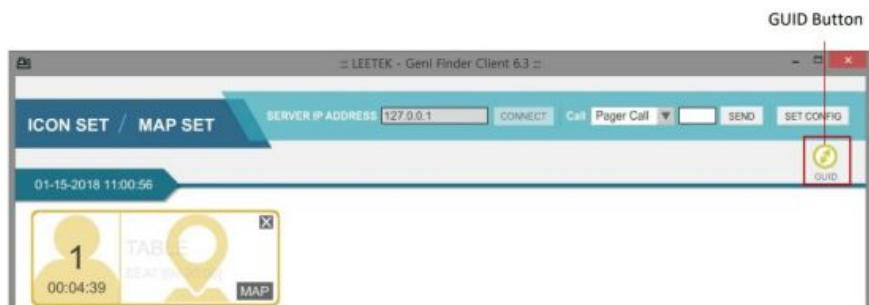 GUID Button
:: LEETEK - Geni Finder Client 6.3 ::
ICON SET / MAP SET
SERVER IP ADDRESS 127.0.0.1 CONNECT Call Pager Call SEND SET CONFIG
GUID
01-15-2018 11:00:56
1
00:04:39
TABLE
MAP